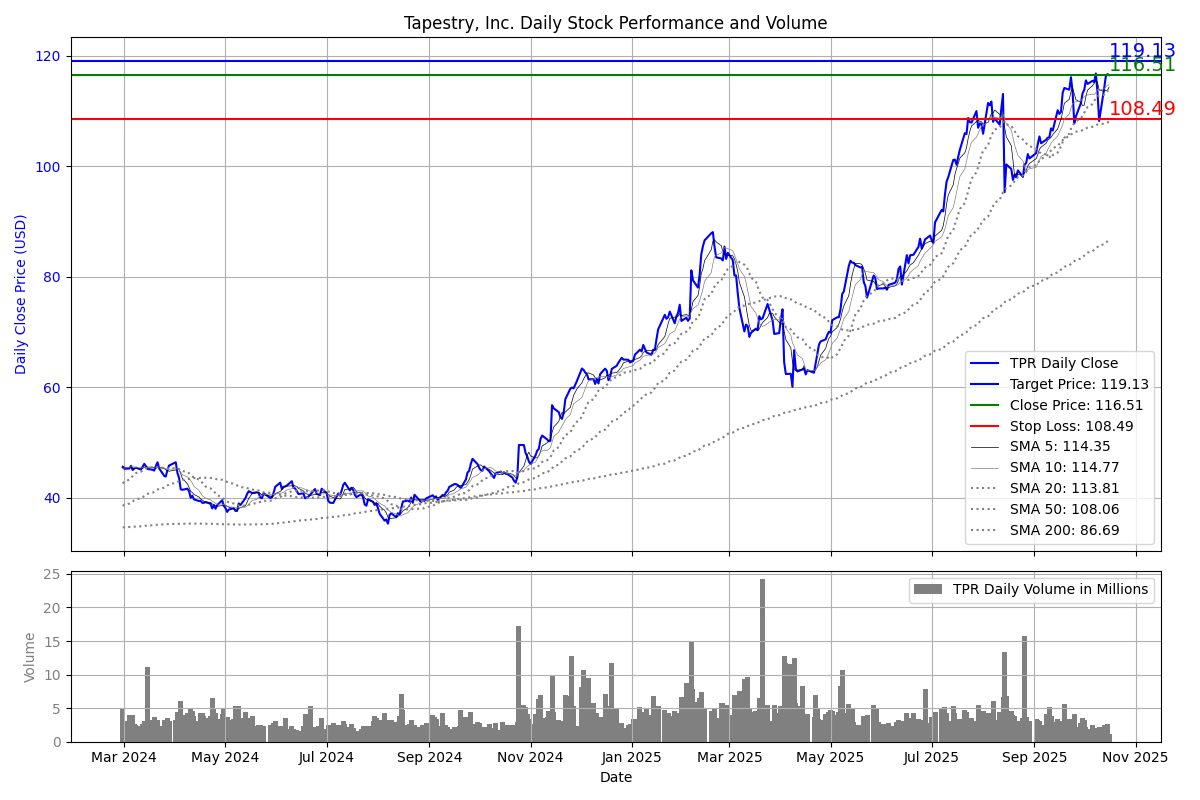 Tapestry, Inc. Daily Stock Performance and Volume
Daily Close Price (USD)
120
100
80
60
40
119.13
116.51
108.49
TPR Daily Close
Target Price: 119.13
Close Price: 116.51
Stop Loss: 108.49
SMA 5: 114.35
SMA 10: 114.77
SMA 20: 113.81
SMA 50: 108.06
SMA 200: 86.69
Volume
25
20
15
10
5
0
TPR Daily Volume in Millions
Mar 2024 May 2024 Jul 2024 Sep 2024 Nov 2024 Jan 2025 Mar 2025 May 2025 Jul 2025 Sep 2025 Nov 2025
Date